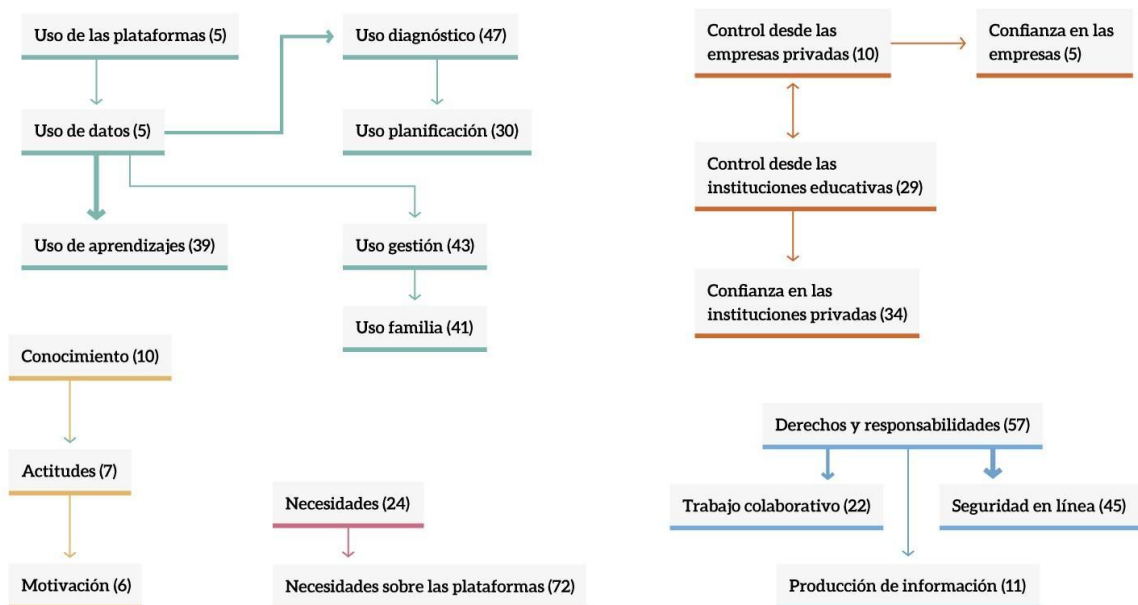 Uso de las plataformas (5)
Uso diagnóstico (47)
Uso de datos (5)
Uso planificación (30)
Uso de aprendizajes (39)
Uso gestión (43)
Uso familia (41)
Control desde las
empresas privadas (10)
Confianza en las
empresas (5)
Control desde las
instituciones educativas (29)
Confianza en las
instituciones privadas (34)
Conocimiento (10)
Actitudes (7)
Motivación (6)
Necesidades (24)
Necesidades sobre las plataformas (72)
Derechos y responsabilidades (57)
Trabajo colaborativo (22)
Seguridad en línea (45)
Producción de información (11)